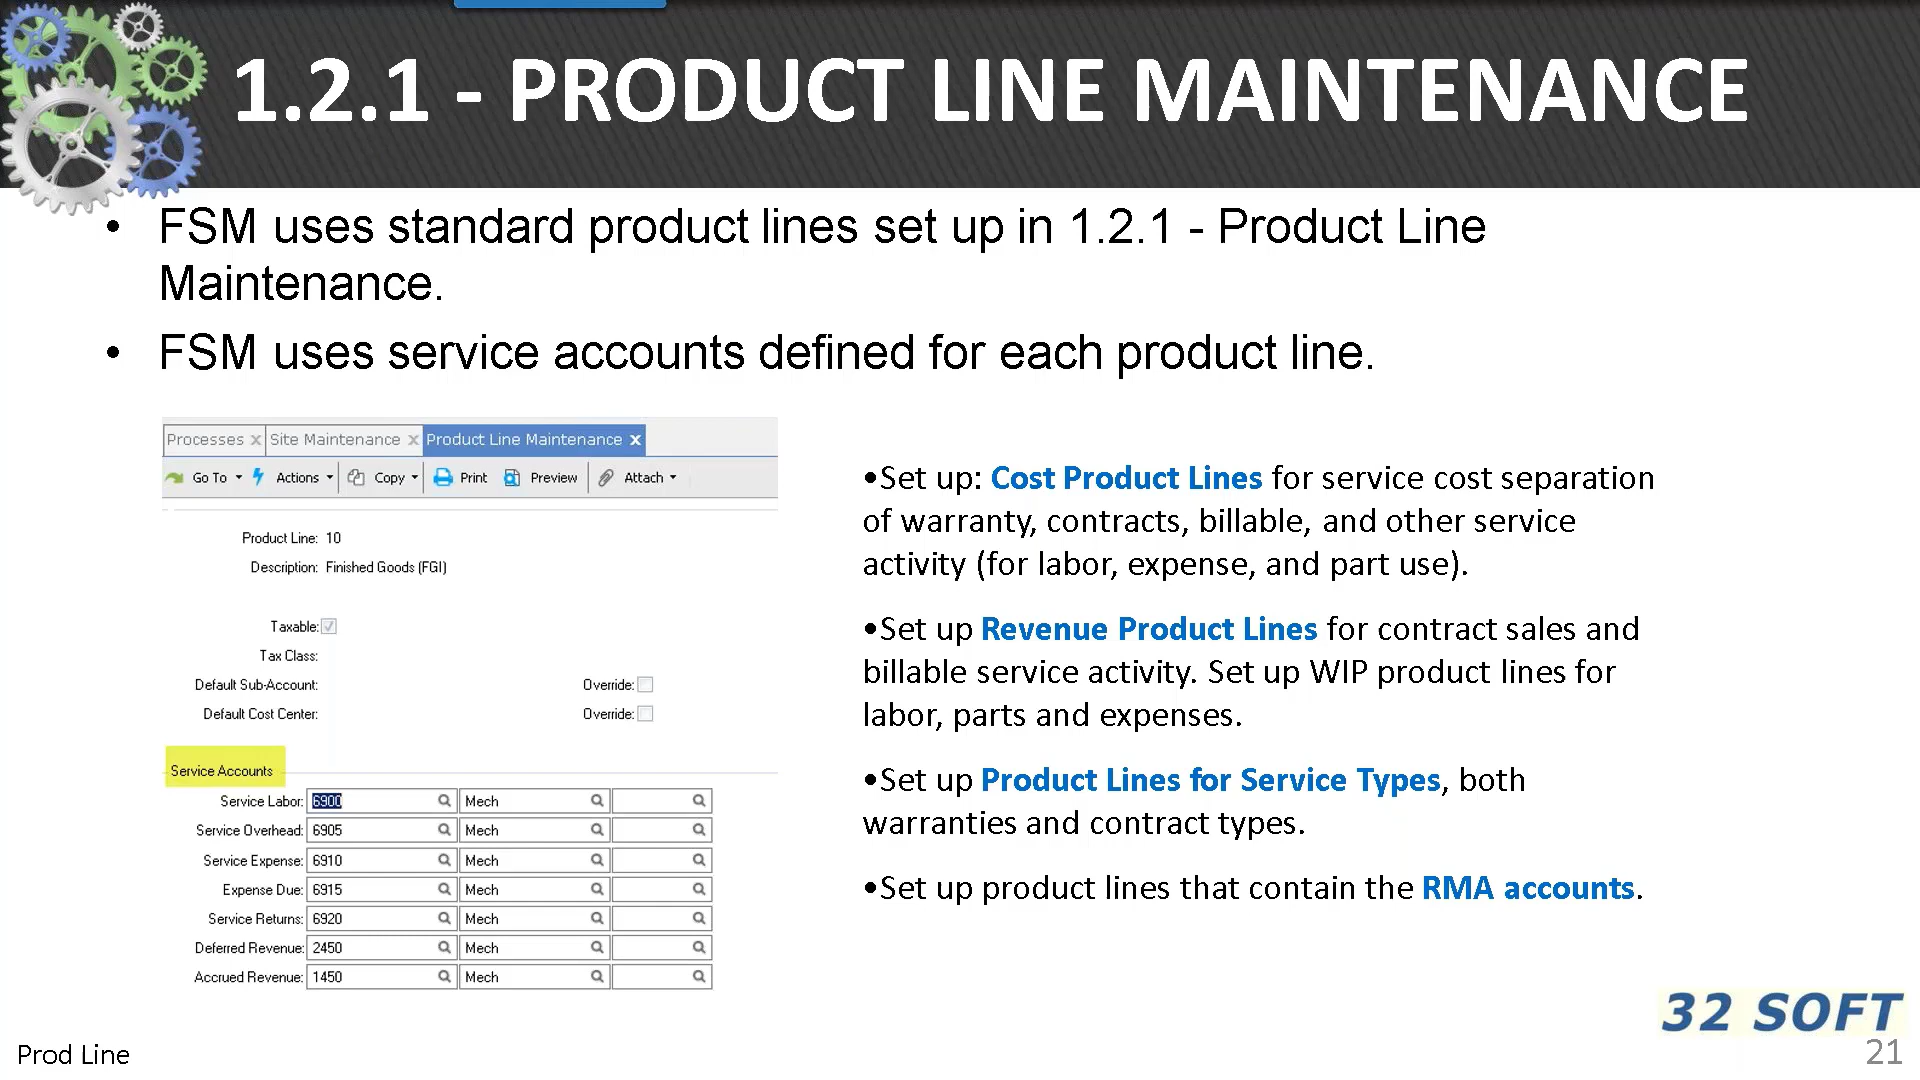 1.2.1 - PRODUCT LINE MAINTENANCE
• FSM uses standard product lines set up in 1.2.1 - Product Line
Maintenance.
• FSM uses service accounts defined for each product line.
Processes x Site Maintenance x Product Line Maintenance x
Go To Actions Copy Print Preview Attach
Product Line: 10
Description: Finished Goods (FGI)
Taxable:
Tax Class:
Default Sub-Account: Override:
Default Cost Center: Override:
Service Accounts
Service Labor: 6900 Mech
Service Overhead: 6905 Mech
Service Expense: 6910 Mech
Expense Due: 6915 Mech
Service Returns: 6920 Mech
Deferred Revenue: 2450 Mech
Accrued Revenue: 1450 Mech
•Set up: Cost Product Lines for service cost separation
of warranty, contracts, billable, and other service
activity (for labor, expense, and part use).
•Set up Revenue Product Lines for contract sales and
billable service activity. Set up WIP product lines for
labor, parts and expenses.
•Set up Product Lines for Service Types, both
warranties and contract types.
•Set up product lines that contain the RMA accounts.
32 SOFT
Prod Line
21